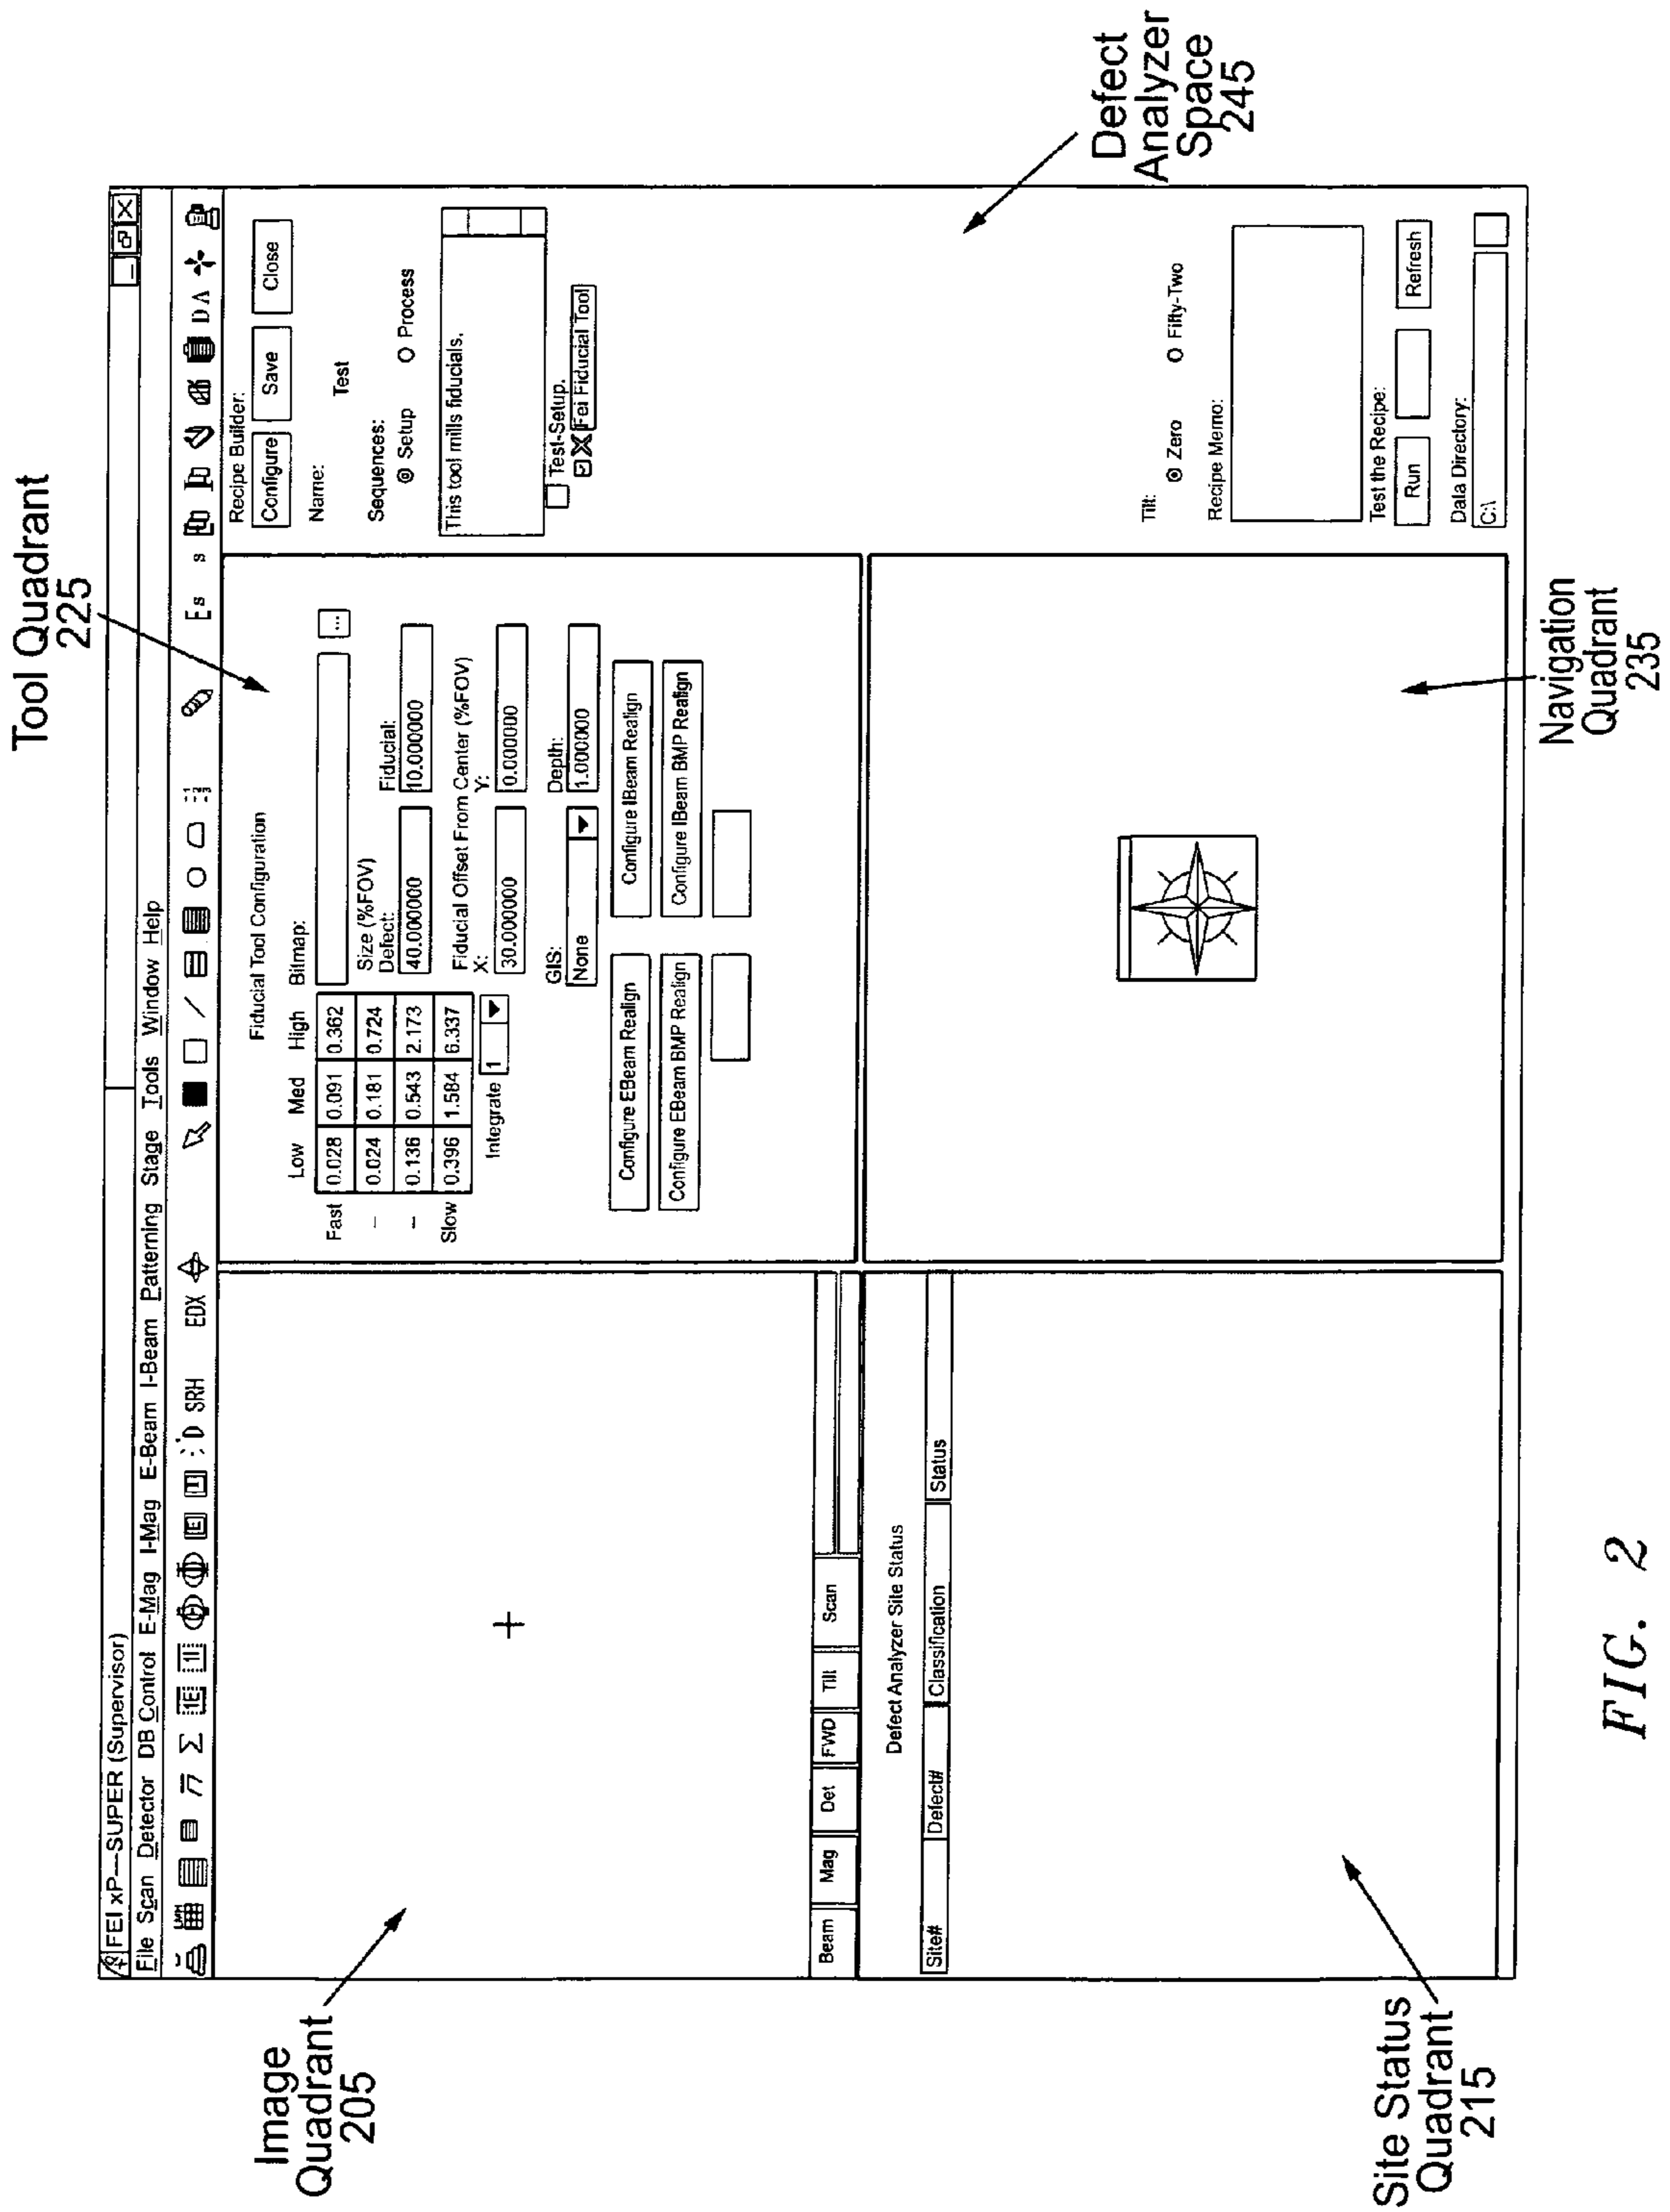 Tool Quadrant
225
FEI xP---SUPER (Supervisor)
File Scan Detector DB Control E-Mag I-Mag E-Beam I-Beam Patterning Stage Tools Window Help
SRH EDX
Image
Quadrant
205
Beam Mag Det FWD Tilt Scan
Fiducial Tool Configuration
Low Med High Bitmap:
Fast 0.028 0.091 0.362 ...
-- 0.024 0.181 0.724
-- 0.136 0.543 2.173
Slow 0.396 1.584 6.337
Integrate 1
Size (%FOV)
Defect: Fiducial:
40.000000 10.000000
Fiducial Offset From Center (%FOV)
X: Y:
30.000000 0.000000
GIS: Depth:
None 1.000000
Configure EBeam Realign Configure IBeam Realign
Configure EBeam BMP Realign Configure IBeam BMP Realign
Recipe Builder:
Configure Save Close
Name:
Test
Sequences:
Setup Process
This tool mills fiducials.
Test-Setup.
Fei Fiducial Tool
Tilt:
Zero Fifty-Two
Recipe Memo:
Test the Recipe:
Run Refresh
Data Directory:
C:\
Defect
Analyzer
Space
245
Defect Analyzer Site Status
Site# Defect# Classification Status
Site Status
Quadrant
215
Navigation
Quadrant
235
FIG. 2